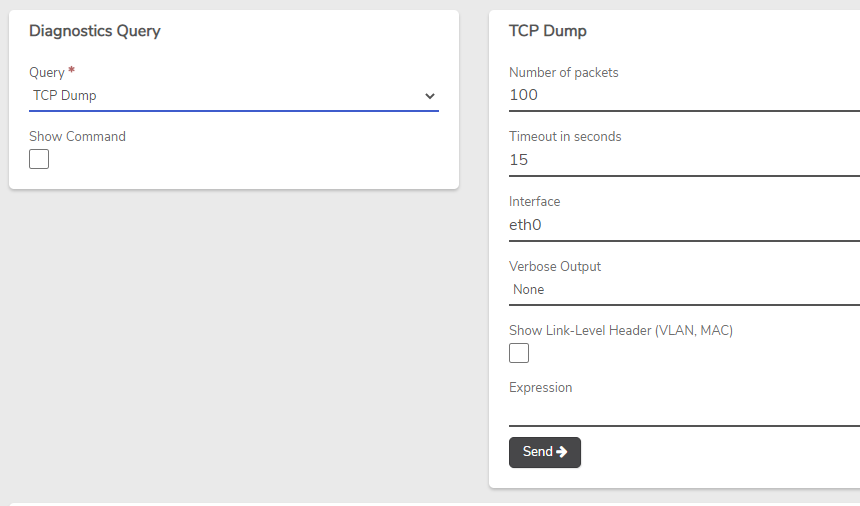 Diagnostics Query
Query *
TCP Dump
Show Command
TCP Dump
Number of packets
100
Timeout in seconds
15
Interface
eth0
Verbose Output
None
Show Link-Level Header (VLAN, MAC)
Expression
Send